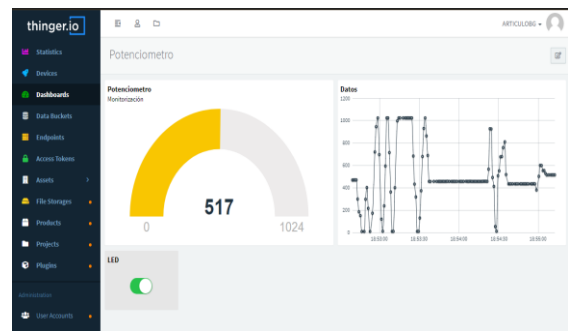 thinger.io
ARTICULOBG
Statistics
Devices
Dashboards
Data Buckets
Endpoints
Access Tokens
Assets
File Storages
Products
Projects
Plugins
Administration
User Accounts
Potenciometro
Potenciometro
Monitorización
517
0
1024
Datos
1200
1000
800
600
400
200
0
LED